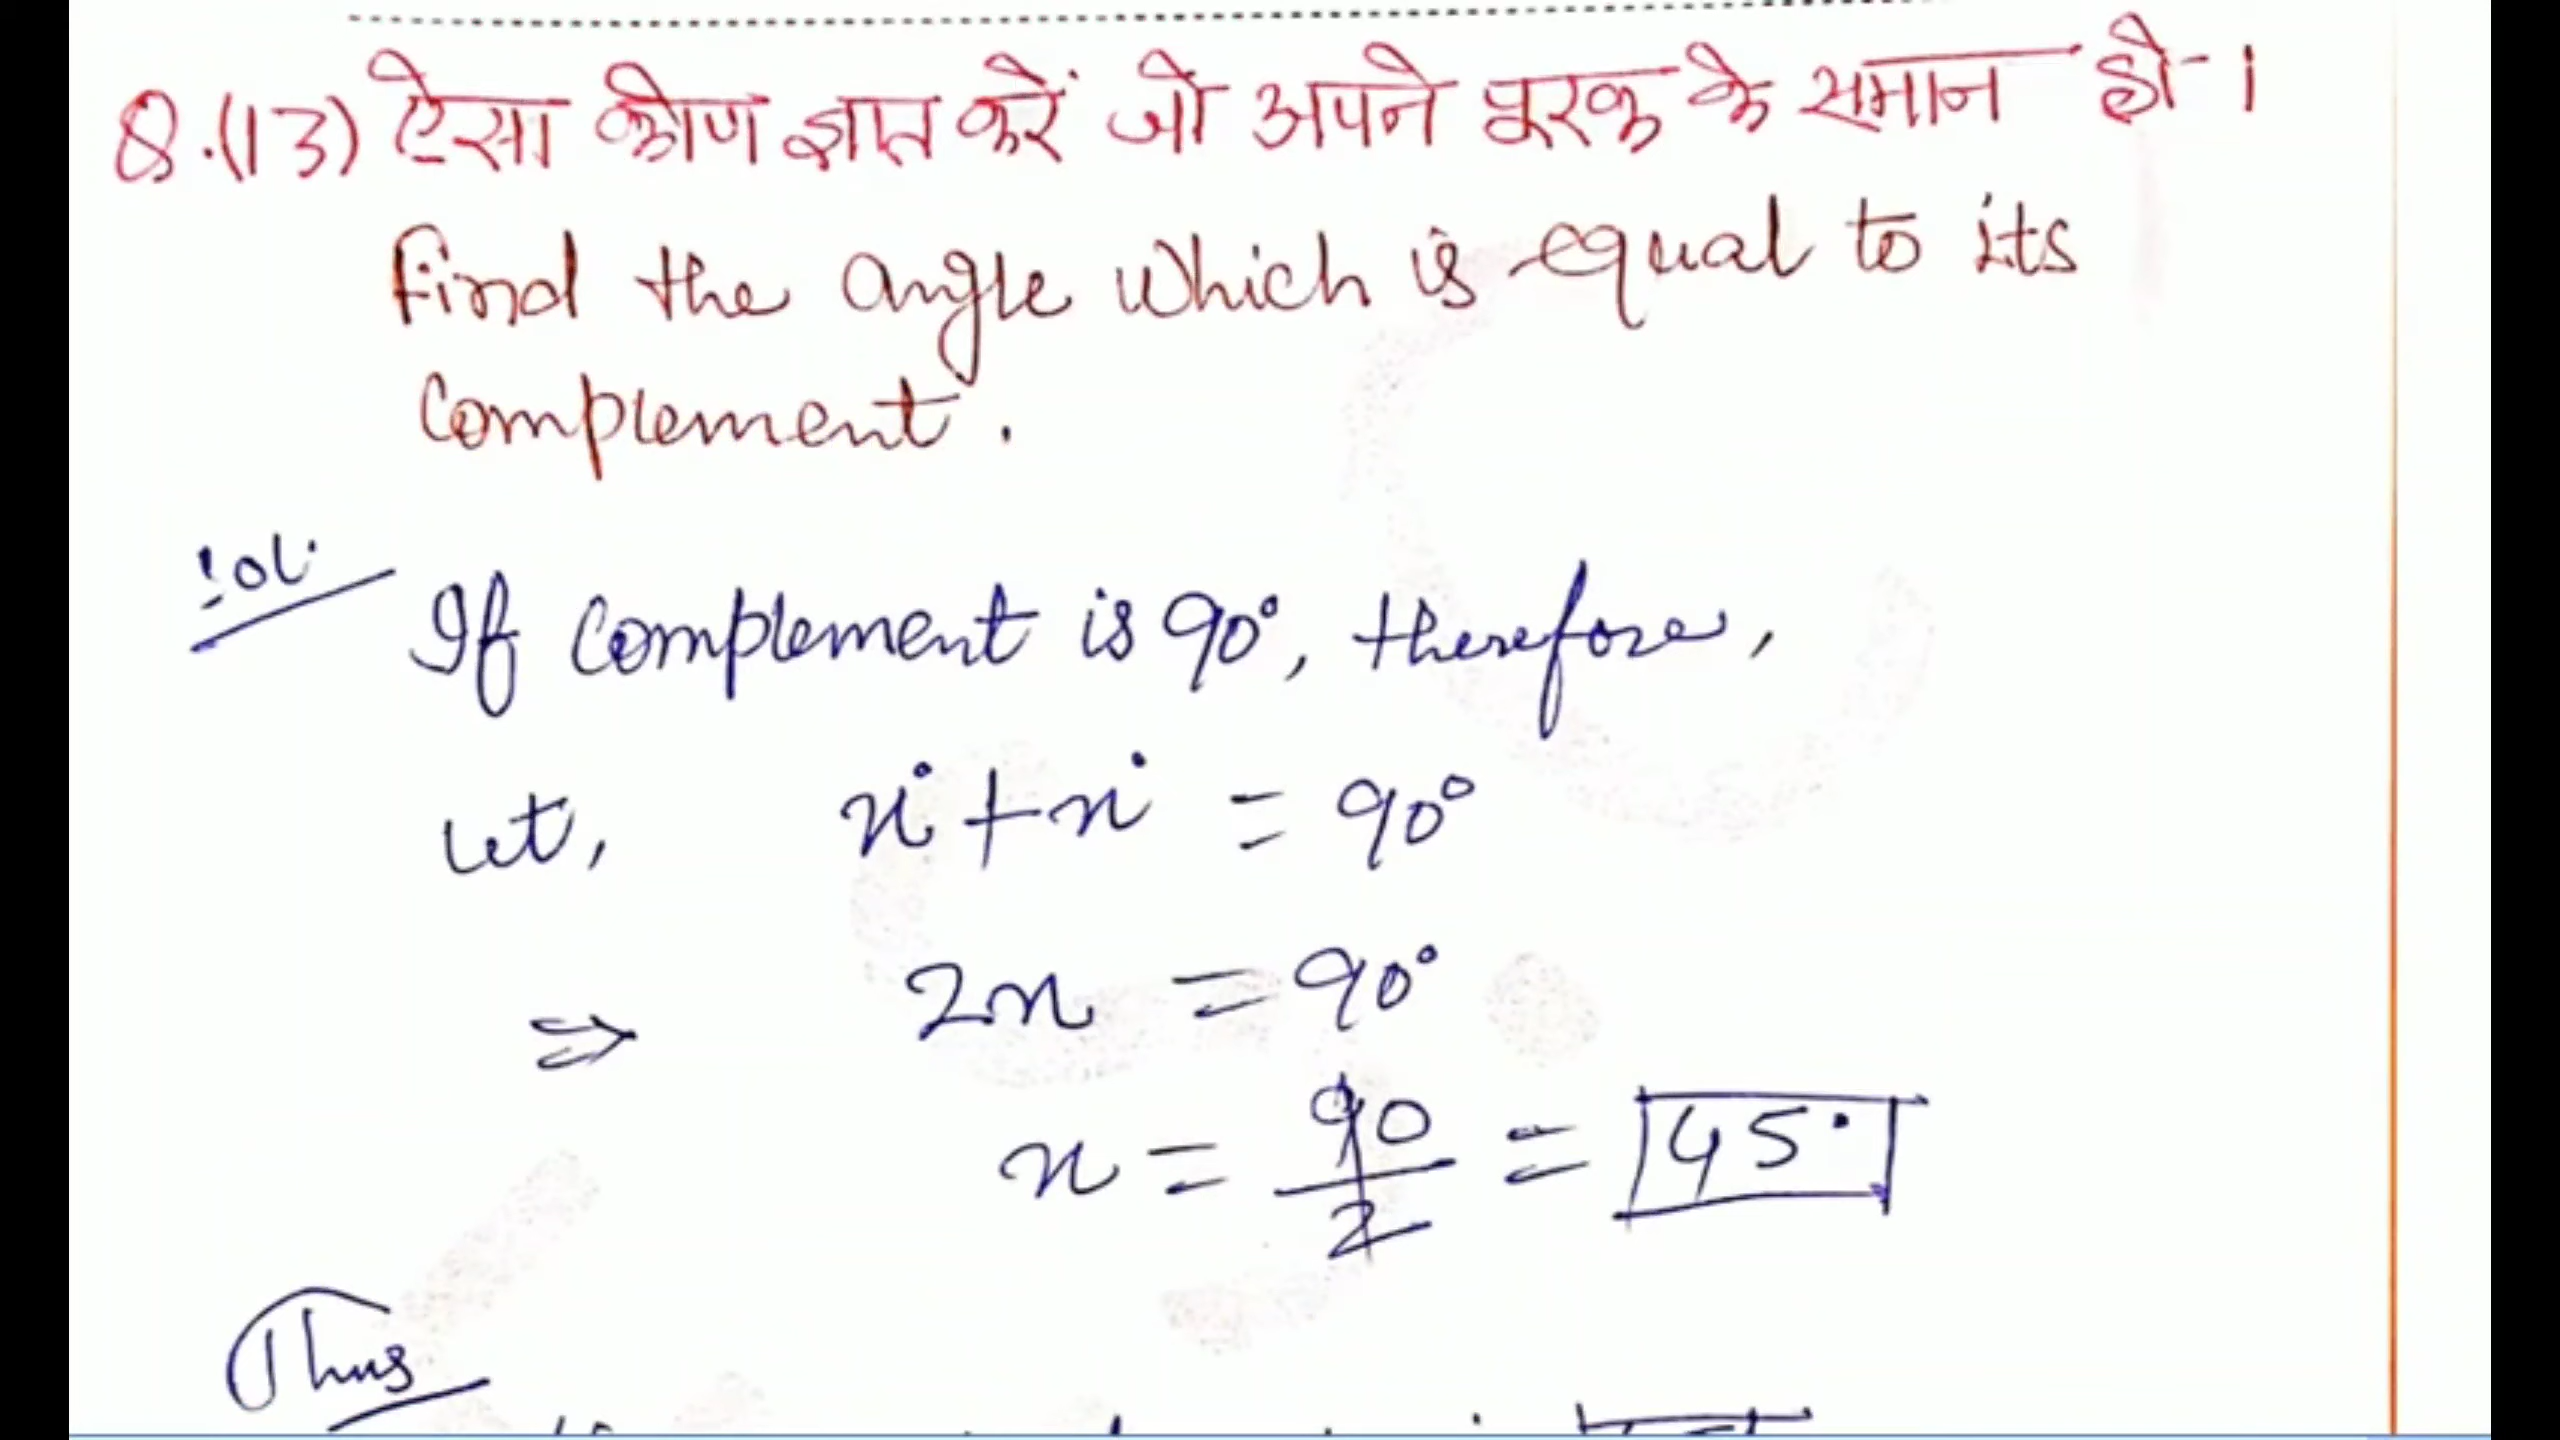 Q.(13) ऐसा कोण ज्ञात करें जो अपने पूरक के समान हो ।
Find the angle which is equal to its
complement.
Sol.
If complement is 90°, therefore,
let, x° + x° = 90°
⇒ 2x = 90°
x = 90/2 = 45°
Thus